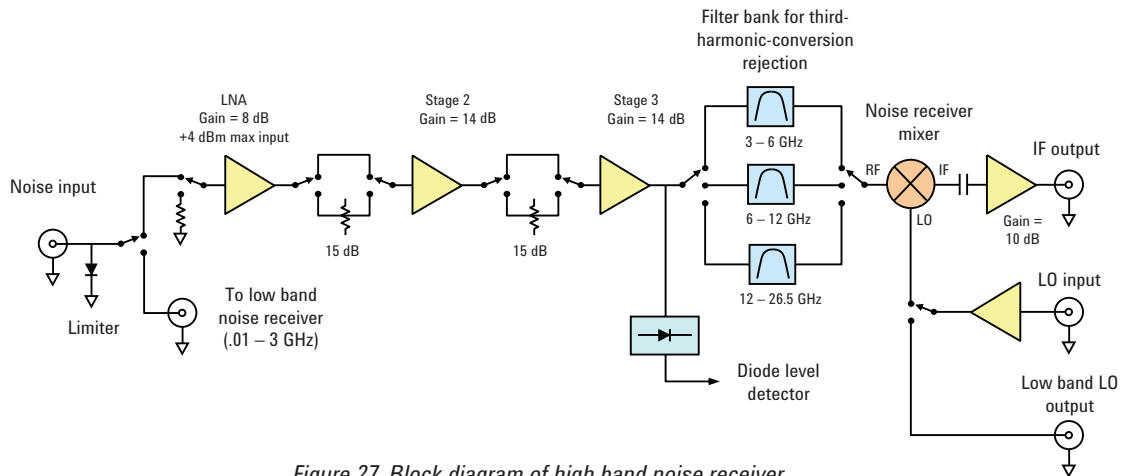 Filter bank for third-
harmonic-conversion
rejection
LNA
Gain = 8 dB
+4 dBm max input
Stage 2
Gain = 14 dB
Stage 3
Gain = 14 dB
3 – 6 GHz
Noise receiver
mixer
IF output
Noise input
RF
IF
LO
6 – 12 GHz
Gain =
10 dB
15 dB
15 dB
12 – 26.5 GHz
LO input
To low band
noise receiver
(.01 – 3 GHz)
Limiter
Diode level
detector
Low band LO
output
Figure 27. Block diagram of high band noise receiver